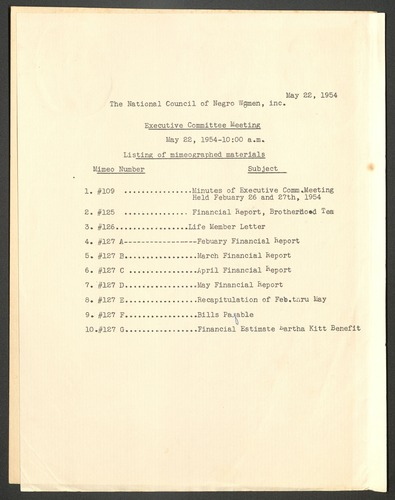 May 22, 1954
The National Council of Negro Women, inc.
Executive Committee Meeting
May 22, 1954-10:00 a.m.
Listing of mimeographed materials
Mimeo Number Subject
1. #109 ................Minutes of Executive Comm.Meeting
Held Febuary 26 and 27th, 1954
2. #125 ............... Financial Report, Brotherhood Tea
3. #126.................Life Member Letter
4. #127 A-----------------Febuary Financial Report
5. #127 B.................March Financial Report
6. #127 C ................April Financial Report
7. #127 D.................May Financial Report
8. #127 E.................Recapitulation of Feb.thru May
9. #127 F.................Bills Payable
10.#127 G.................Financial Estimate Eartha Kitt Benefit